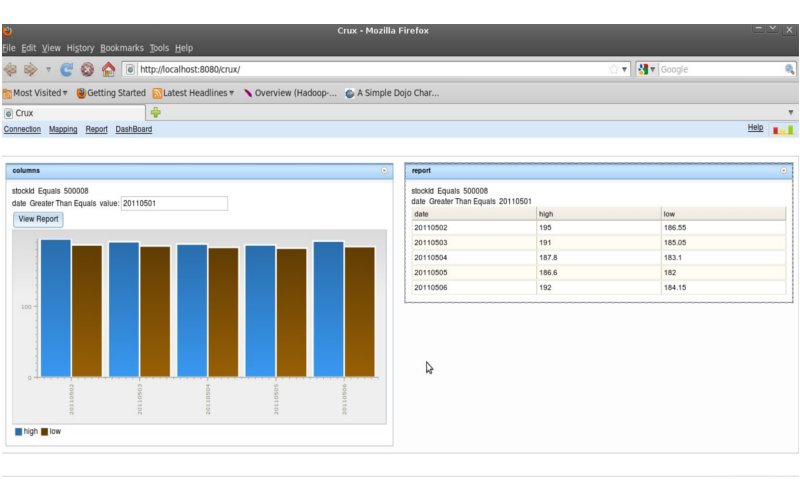 Crux - Mozilla Firefox
File Edit View History Bookmarks Tools Help
http://localhost:8080/crux/
Google
Most Visited Getting Started Latest Headlines Overview (Hadoop-... A Simple Dojo Char...
Crux
Connection Mapping Report DashBoard Help
columns
stockId Equals 500008
date Greater Than Equals value: 20110501
View Report
100
0
20110502 20110503 20110504 20110505 20110506
high low
report
stockId Equals 500008
date Greater Than Equals 20110501
date high low
20110502 195 186.55
20110503 191 185.05
20110504 187.8 183.1
20110505 186.6 182
20110506 192 184.15